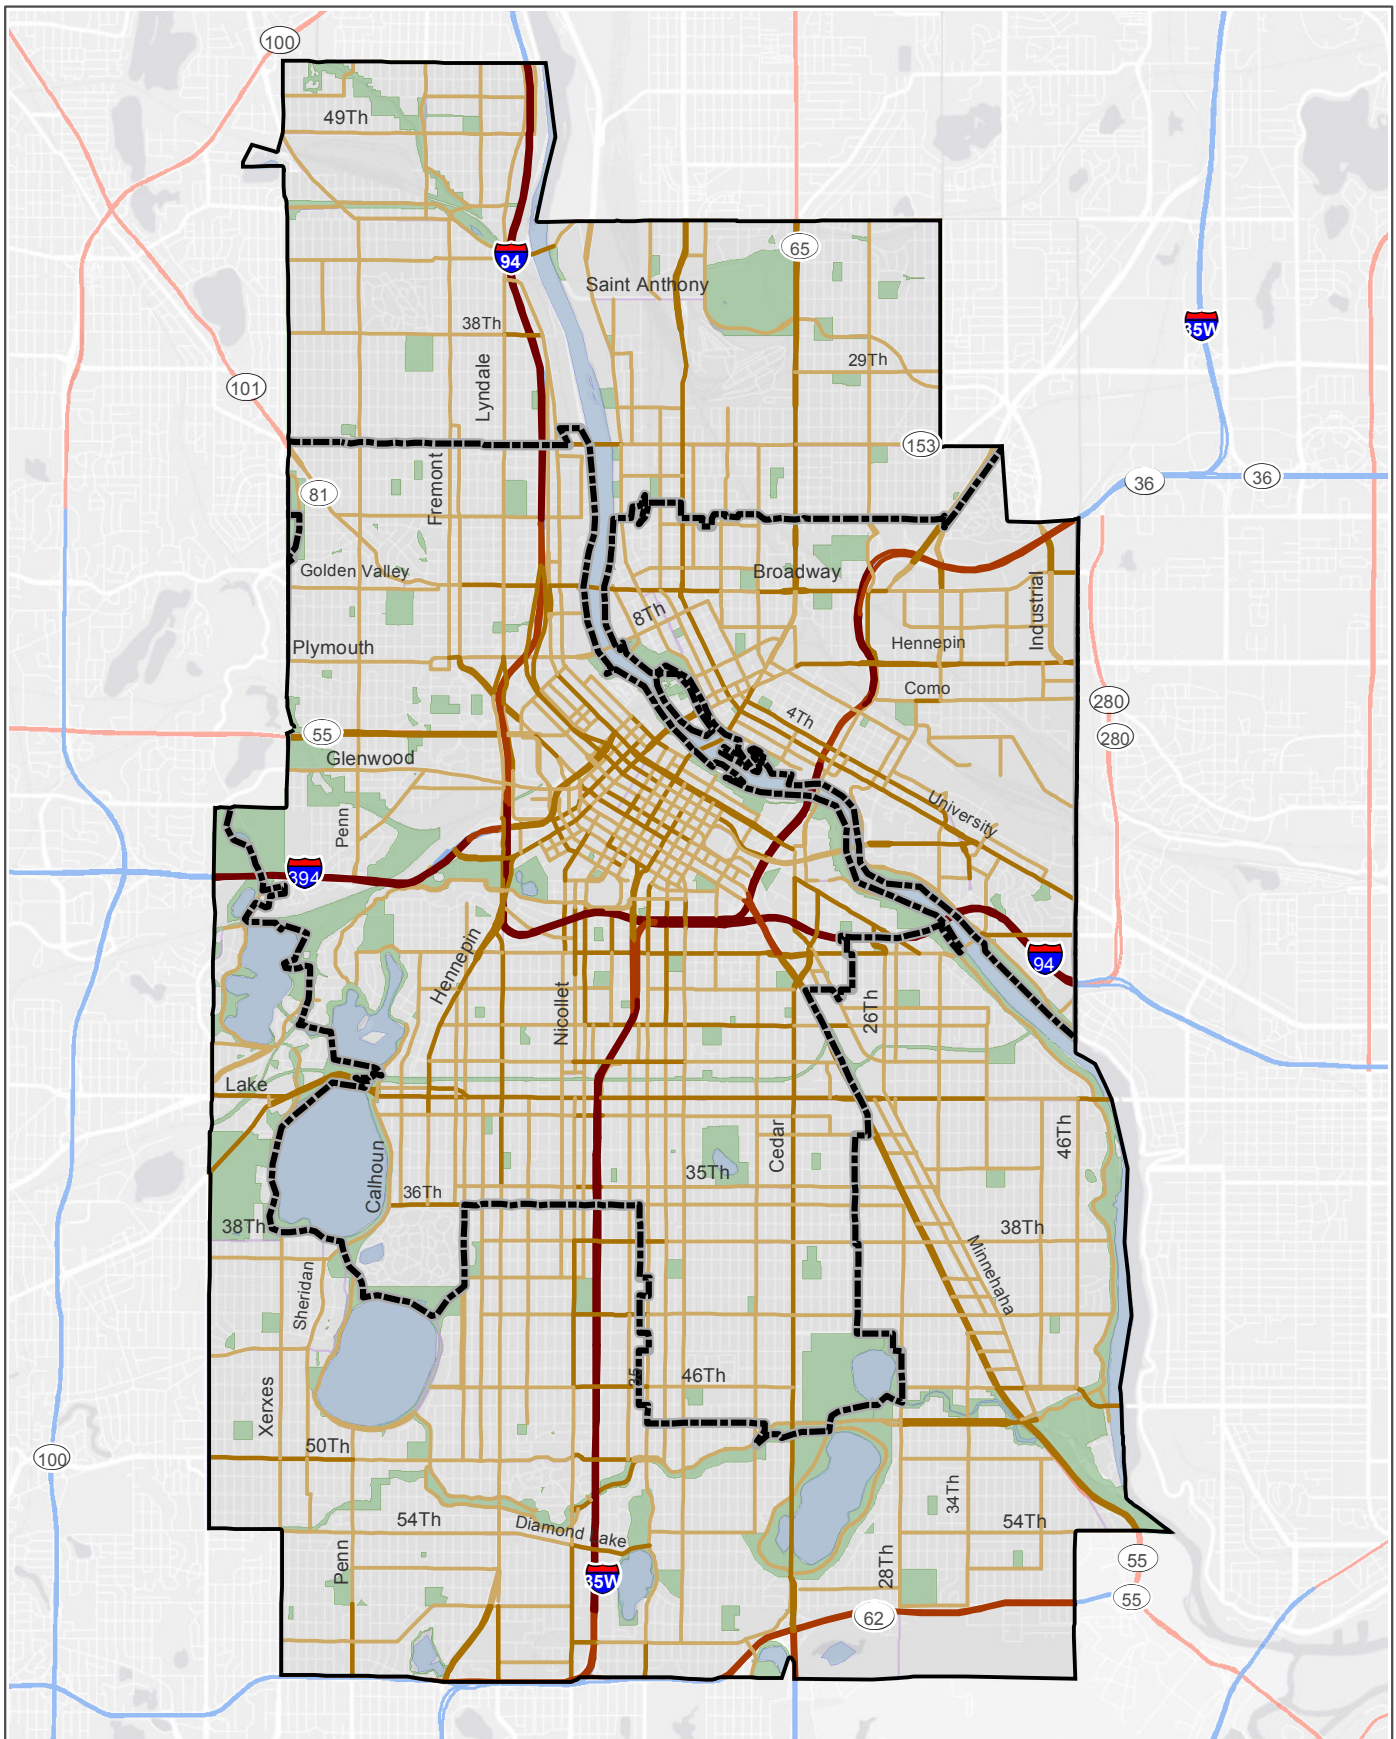 100
49Th
65
94
Saint Anthony
38Th
35W
29Th
Lyndale
101
153
Fremont
81
36
36
Golden Valley
Broadway
8Th
Industrial
Plymouth
Hennepin
Como
280
4Th
55
280
Glenwood
University
Penn
394
Hennepin
94
Nicollet
26Th
Lake
46Th
Cedar
Calhoun
35Th
36Th
38Th
38Th
Minnehaha
Sheridan
35
46Th
Xerxes
50Th
100
34Th
54Th
54Th
Diamond Lake
Penn
28Th
55
35W
55
62